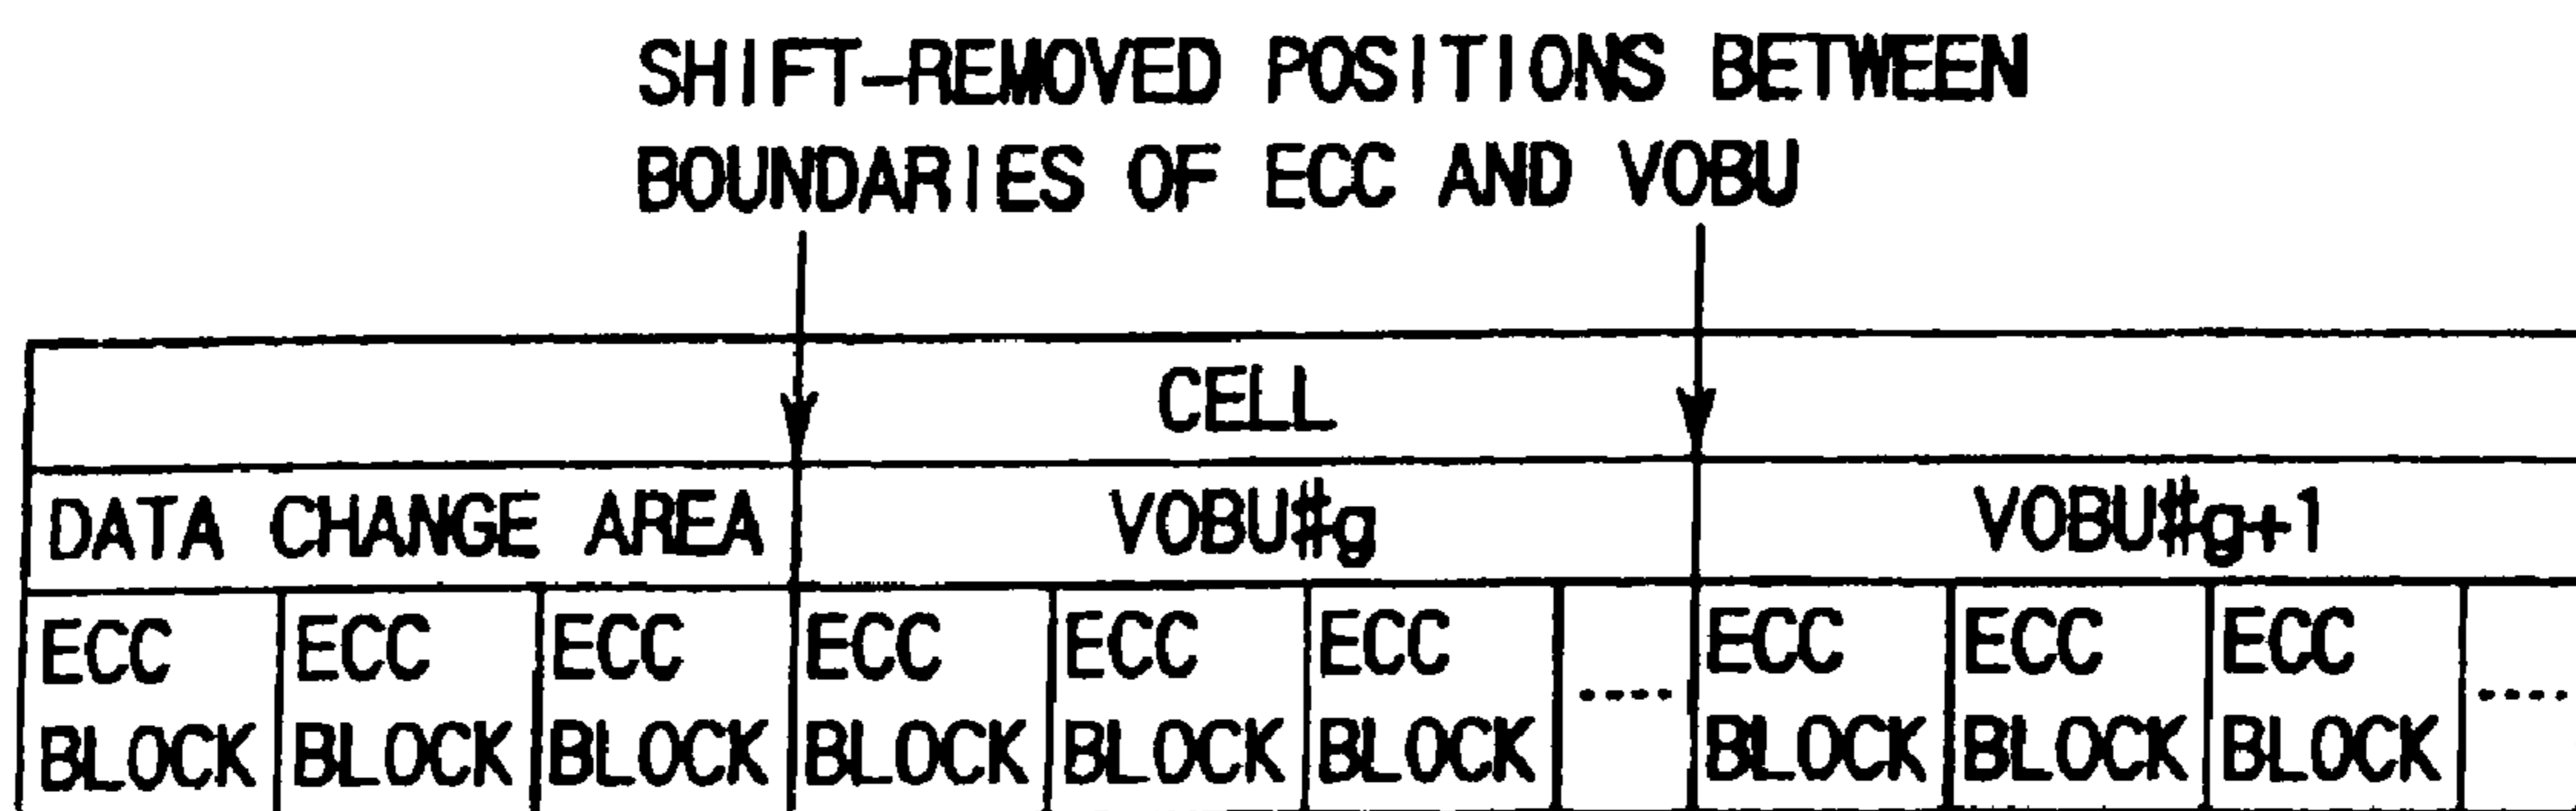 SHIFT-REMOVED POSITIONS BETWEEN
BOUNDARIES OF ECC AND VOBU
CELL
DATA CHANGE AREA VOBU#g VOBU#g+1
ECC ECC ECC ECC ECC ECC ECC ECC ECC
BLOCK BLOCK BLOCK BLOCK BLOCK BLOCK ---- BLOCK BLOCK BLOCK ----